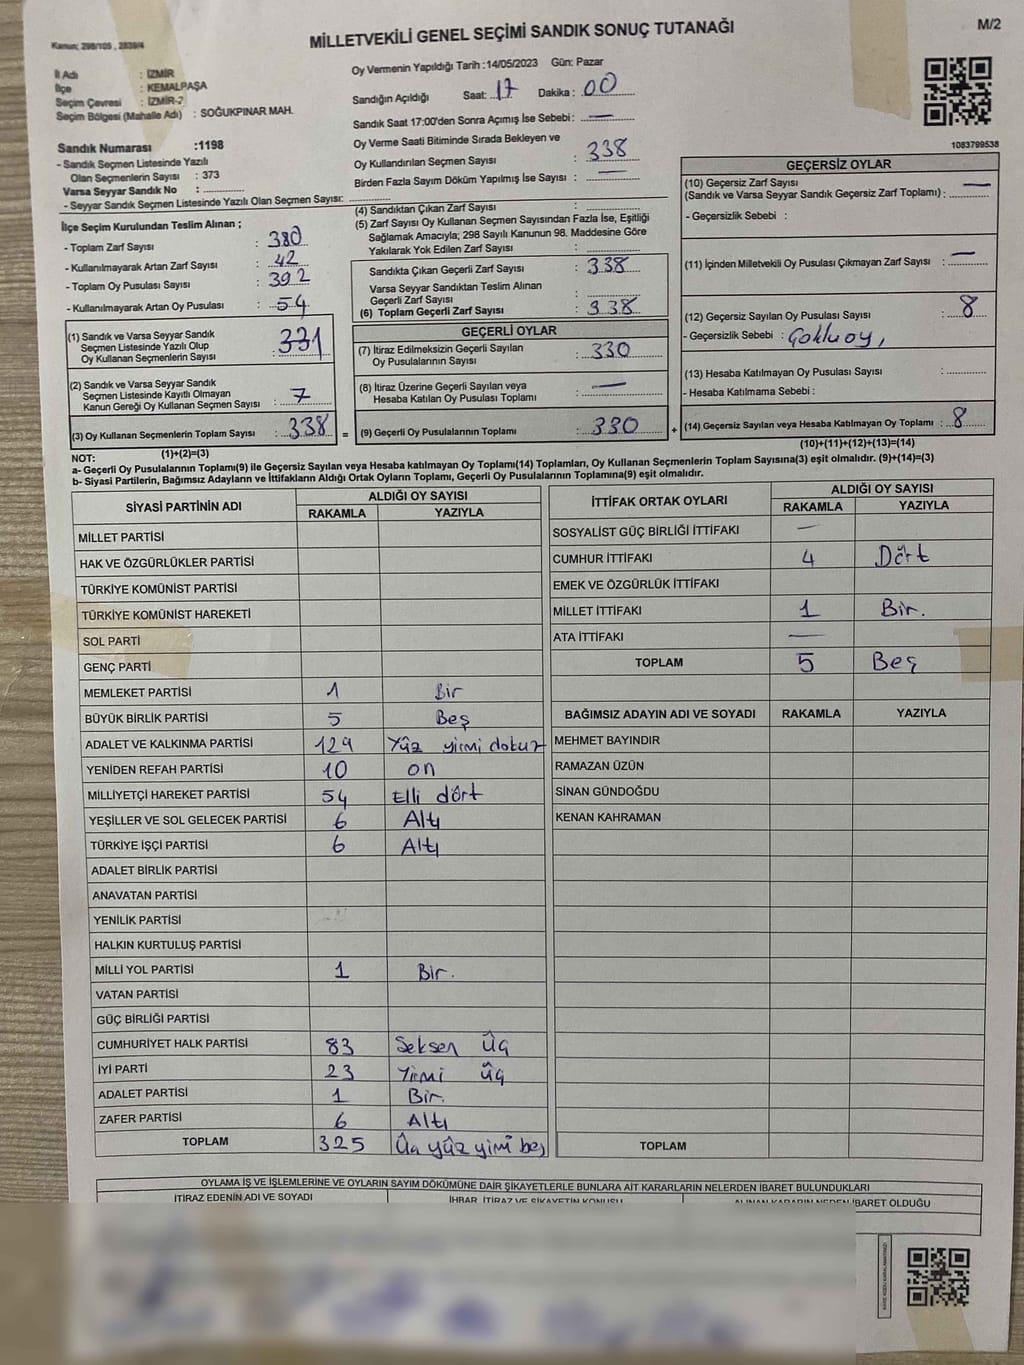 Kanun; 298/105 , 2839/4
MİLLETVEKİLİ GENEL SEÇİMİ SANDIK SONUÇ TUTANAĞI
M/2
İl Adı : İZMİR
İlçe : KEMALPAŞA
Seçim Çevresi : İZMİR-2
Seçim Bölgesi (Mahalle Adı) : SOĞUKPINAR MAH.
Sandık Numarası :1198
- Sandık Seçmen Listesinde Yazılı
Olan Seçmenlerin Sayısı : 373
Varsa Seyyar Sandık No :
- Seyyar Sandık Seçmen Listesinde Yazılı Olan Seçmen Sayısı:
Oy Vermenin Yapıldığı Tarih :14/05/2023 Gün: Pazar
Sandığın Açıldığı Saat: 17 Dakika : 00
Sandık Saat 17:00'den Sonra Açımış İse Sebebi : —
Oy Verme Saati Bitiminde Sırada Bekleyen ve
Oy Kullandırılan Seçmen Sayısı : 338
Birden Fazla Sayım Döküm Yapılmış İse Sayısı : —
1083799538
İlçe Seçim Kurulundan Teslim Alınan ;
- Toplam Zarf Sayısı : 380
- Kullanılmayarak Artan Zarf Sayısı : 42
- Toplam Oy Pusulası Sayısı : 392
- Kullanılmayarak Artan Oy Pusulası : 54
(1) Sandık ve Varsa Seyyar Sandık
Seçmen Listesinde Yazılı Olup
Oy Kullanan Seçmenlerin Sayısı : 331
(2) Sandık ve Varsa Seyyar Sandık
Seçmen Listesinde Kayıtlı Olmayan
Kanun Gereği Oy Kullanan Seçmen Sayısı : 7
(3) Oy Kullanan Seçmenlerin Toplam Sayısı : 338 =
(1)+(2)=(3)
(4) Sandıktan Çıkan Zarf Sayısı :
(5) Zarf Sayısı Oy Kullanan Seçmen Sayısından Fazla İse, Eşitliği
Sağlamak Amacıyla; 298 Sayılı Kanunun 98. Maddesine Göre
Yakılarak Yok Edilen Zarf Sayısı :
Sandıkta Çıkan Geçerli Zarf Sayısı : 338
Varsa Seyyar Sandıktan Teslim Alınan
Geçerli Zarf Sayısı :
(6) Toplam Geçerli Zarf Sayısı : 338
GEÇERLİ OYLAR
(7) İtiraz Edilmeksizin Geçerli Sayılan
Oy Pusulalarının Sayısı : 330
(8) İtiraz Üzerine Geçerli Sayılan veya
Hesaba Katılan Oy Pusulası Toplamı : —
(9) Geçerli Oy Pusulalarının Toplamı : 330 +
GEÇERSİZ OYLAR
(10) Geçersiz Zarf Sayısı
(Sandık ve Varsa Seyyar Sandık Geçersiz Zarf Toplamı) : —
- Geçersizlik Sebebi :
(11) İçinden Milletvekili Oy Pusulası Çıkmayan Zarf Sayısı : —
(12) Geçersiz Sayılan Oy Pusulası Sayısı : 8
- Geçersizlik Sebebi : Çoklu oy,
(13) Hesaba Katılmayan Oy Pusulası Sayısı :
- Hesaba Katılmama Sebebi :
(14) Geçersiz Sayılan veya Hesaba Katılmayan Oy Toplamı : 8
(10)+(11)+(12)+(13)=(14)
NOT:
a- Geçerli Oy Pusulalarının Toplamı(9) ile Geçersiz Sayılan veya Hesaba katılmayan Oy Toplamı(14) Toplamları, Oy Kullanan Seçmenlerin Toplam Sayısına(3) eşit olmalıdır. (9)+(14)=(3)
b- Siyasi Partilerin, Bağımsız Adayların ve İttifakların Aldığı Ortak Oyların Toplamı, Geçerli Oy Pusulalarının Toplamına(9) eşit olmalıdır.
SİYASİ PARTİNİN ADI ALDIĞI OY SAYISI
RAKAMLA YAZIYLA
MİLLET PARTİSİ
HAK VE ÖZGÜRLÜKLER PARTİSİ
TÜRKİYE KOMÜNİST PARTİSİ
TÜRKİYE KOMÜNİST HAREKETİ
SOL PARTİ
GENÇ PARTİ
MEMLEKET PARTİSİ 1 Bir
BÜYÜK BİRLİK PARTİSİ 5 Beş
ADALET VE KALKINMA PARTİSİ 129 Yüz yirmi dokuz
YENİDEN REFAH PARTİSİ 10 on
MİLLİYETÇİ HAREKET PARTİSİ 54 Elli dört
YEŞİLLER VE SOL GELECEK PARTİSİ 6 Altı
TÜRKİYE İŞÇİ PARTİSİ 6 Altı
ADALET BİRLİK PARTİSİ
ANAVATAN PARTİSİ
YENİLİK PARTİSİ
HALKIN KURTULUŞ PARTİSİ
MİLLİ YOL PARTİSİ 1 Bir.
VATAN PARTİSİ
GÜÇ BİRLİĞİ PARTİSİ
CUMHURİYET HALK PARTİSİ 83 Seksen Üç
İYİ PARTİ 23 Yirmi üç
ADALET PARTİSİ 1 Bir.
ZAFER PARTİSİ 6 Altı
TOPLAM 325 Üç yüz yirmi beş
İTTİFAK ORTAK OYLARI ALDIĞI OY SAYISI
RAKAMLA YAZIYLA
SOSYALİST GÜÇ BİRLİĞİ İTTİFAKI —
CUMHUR İTTİFAKI 4 Dört
EMEK VE ÖZGÜRLÜK İTTİFAKI
MİLLET İTTİFAKI 1 Bir.
ATA İTTİFAKI —
TOPLAM 5 Beş
BAĞIMSIZ ADAYIN ADI VE SOYADI RAKAMLA YAZIYLA
MEHMET BAYINDIR
RAMAZAN ÜZÜN
SİNAN GÜNDOĞDU
KENAN KAHRAMAN
TOPLAM
OYLAMA İŞ VE İŞLEMLERİNE VE OYLARIN SAYIM DÖKÜMÜNE DAİR ŞİKAYETLERLE BUNLARA AİT KARARLARIN NELERDEN İBARET BULUNDUKLARI
İTİRAZ EDENİN ADI VE SOYADI İHBAR, İTİRAZ VE ŞİKAYETİN KONUSU ALINAN KARARIN NEDEN İBARET OLDUĞU